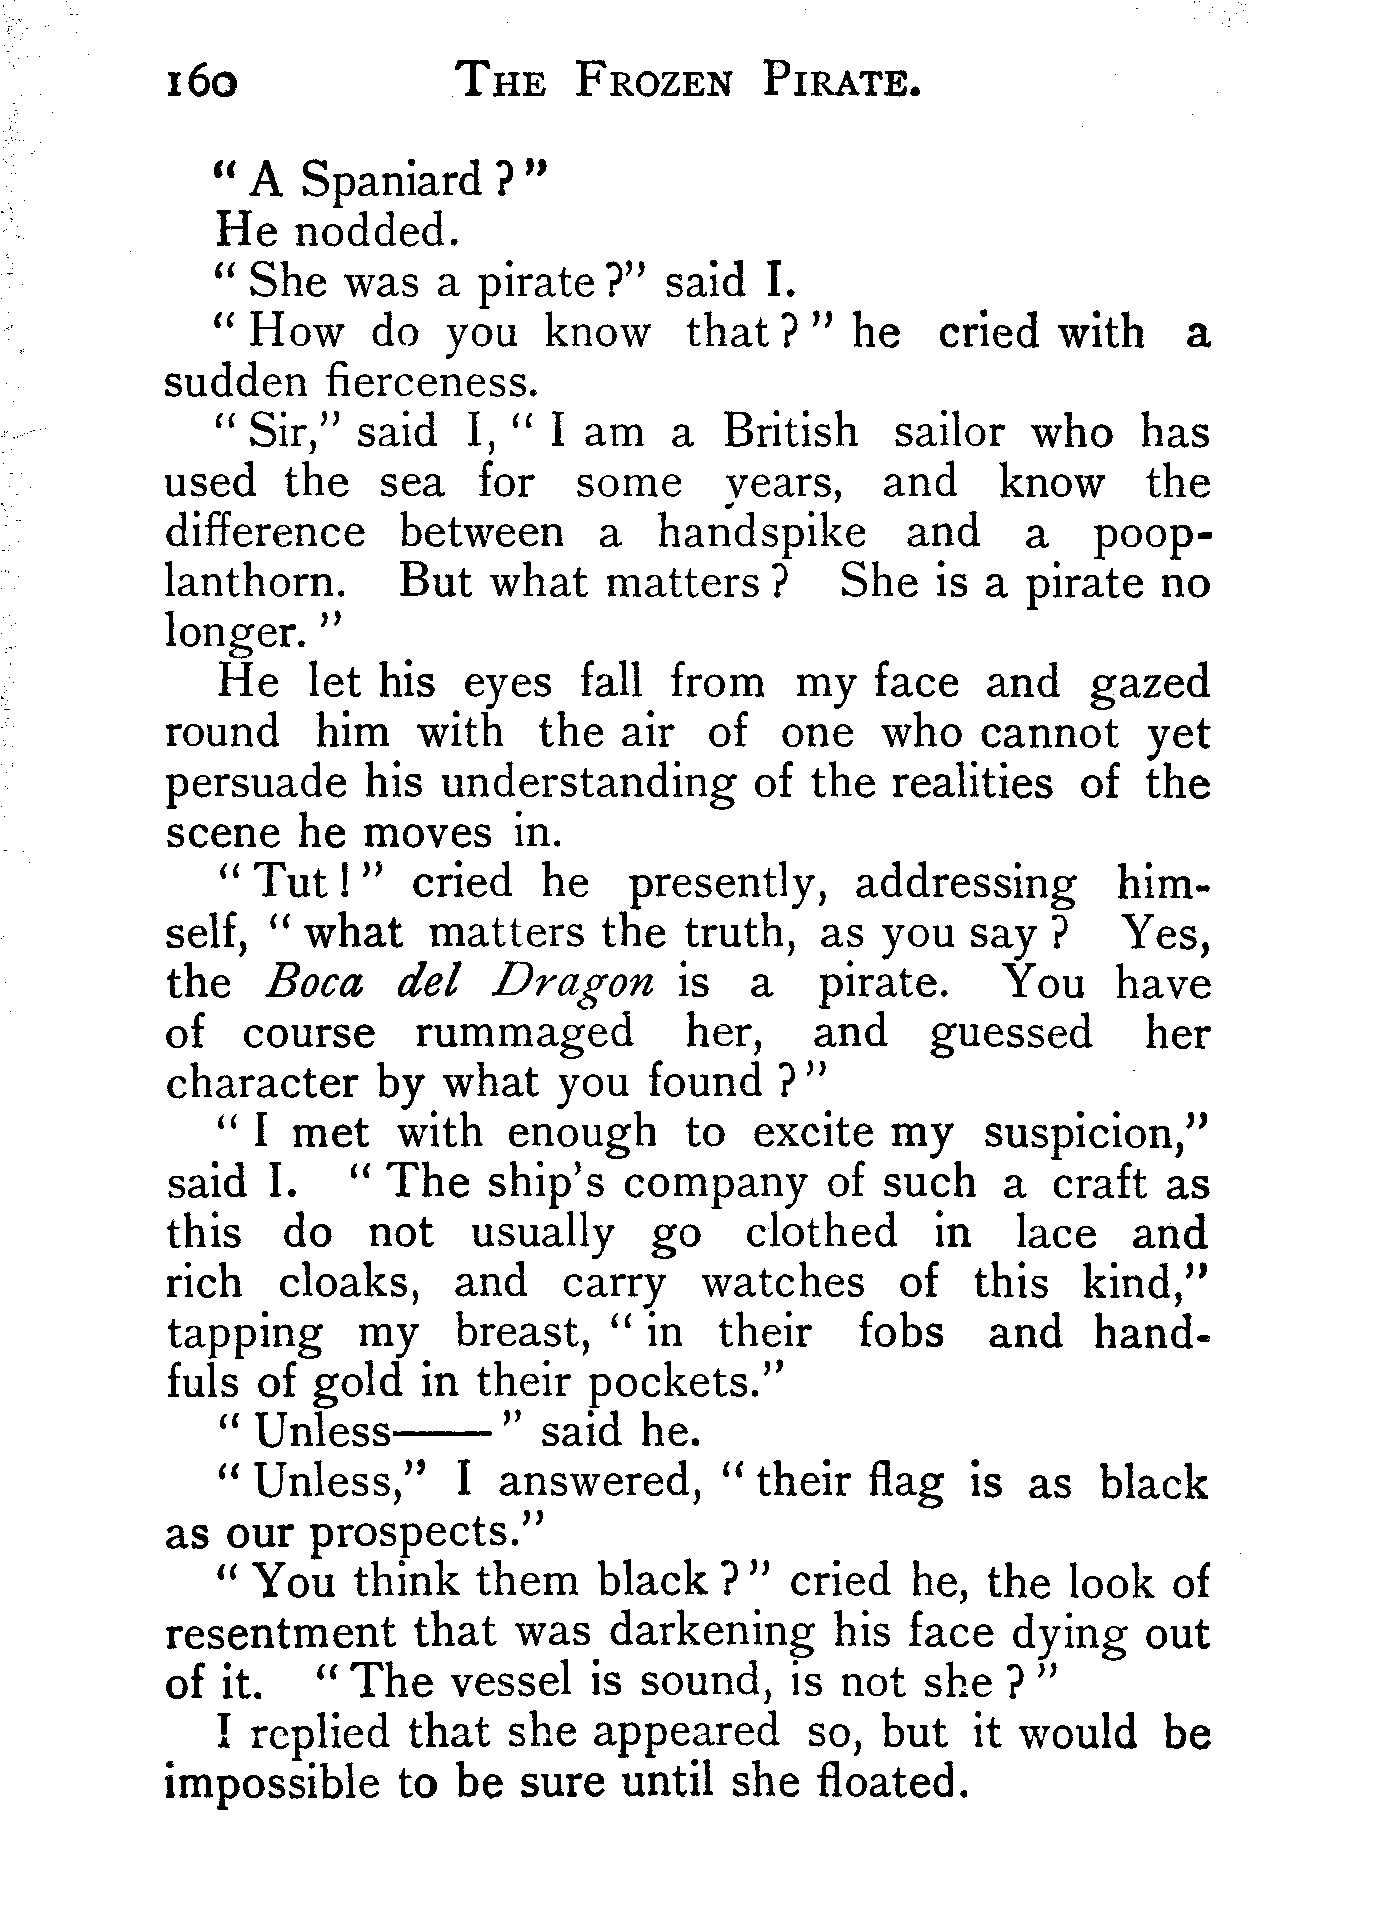 160 THE FROZEN PIRATE.
“ A Spaniard ? ”
He nodded.
“ She was a pirate ?” said I.
“ How do you know that ? ” he cried with a
sudden fierceness.
“ Sir,” said I, “ I am a British sailor who has
used the sea for some years, and know the
difference between a handspike and a poop-
lanthorn. But what matters ? She is a pirate no
longer. ”
He let his eyes fall from my face and gazed
round him with the air of one who cannot yet
persuade his understanding of the realities of the
scene he moves in.
“ Tut ! ” cried he presently, addressing him-
self, “ what matters the truth, as you say ? Yes,
the Boca del Dragon is a pirate. You have
of course rummaged her, and guessed her
character by what you found ? ”
“ I met with enough to excite my suspicion,”
said I. “ The ship’s company of such a craft as
this do not usually go clothed in lace and
rich cloaks, and carry watches of this kind,”
tapping my breast, “ in their fobs and hand-
fuls of gold in their pockets.”
“ Unless—— ” said he.
“ Unless,” I answered, “ their flag is as black
as our prospects.”
“ You think them black ? ” cried he, the look of
resentment that was darkening his face dying out
of it. “ The vessel is sound, is not she ? ”
I replied that she appeared so, but it would be
impossible to be sure until she floated.